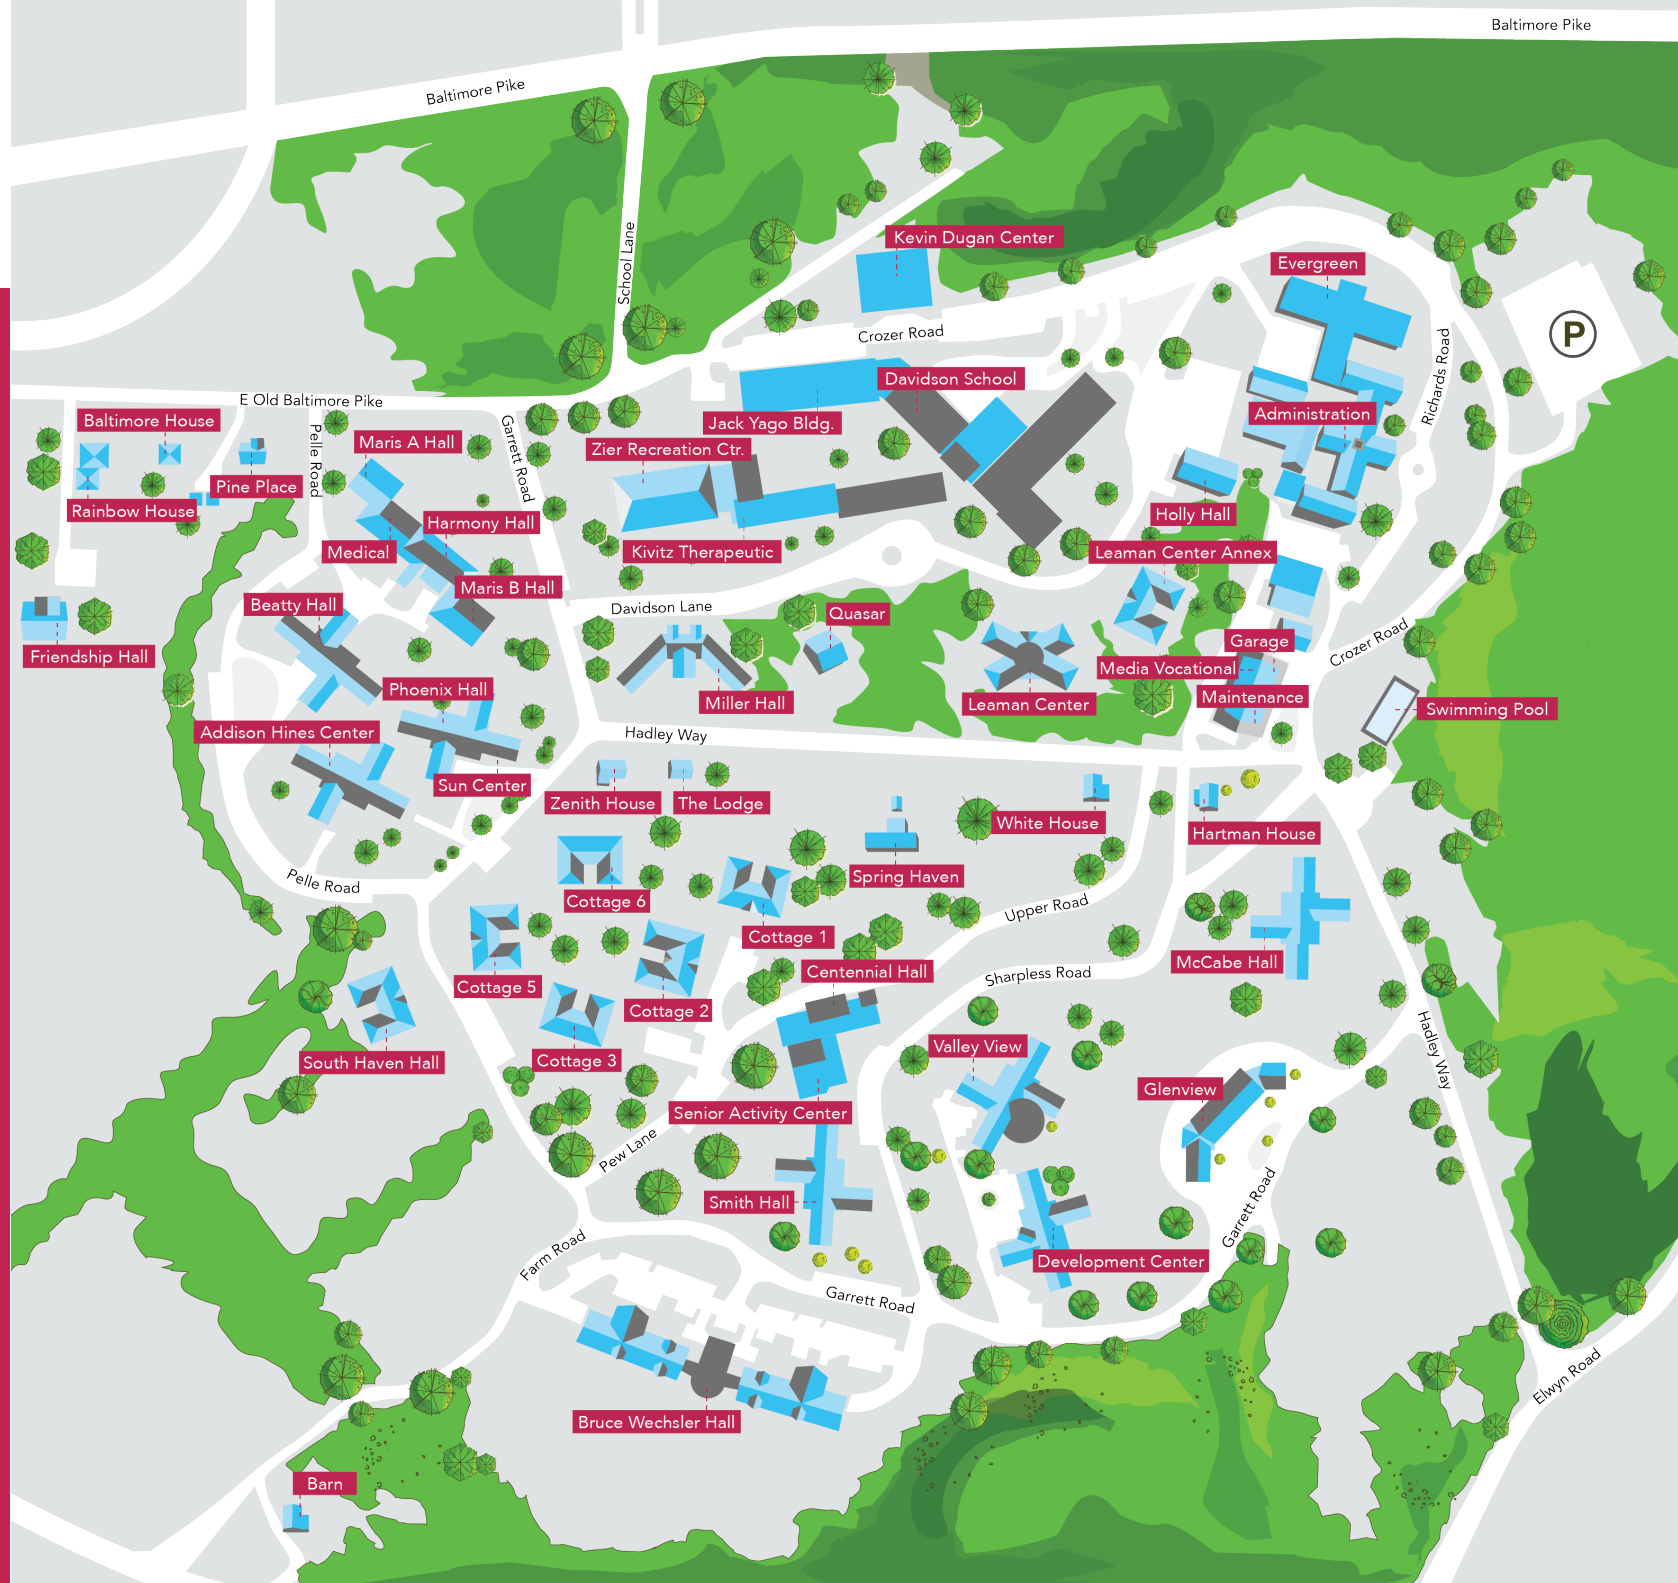 Baltimore Pike
Baltimore Pike
School Lane
Kevin Dugan Center
Evergreen
Crozer Road
P
Richards Road
Davidson School
E Old Baltimore Pike
Baltimore House
Jack Yago Bldg.
Administration
Pelle Road
Garrett Road
Maris A Hall
Zier Recreation Ctr.
Pine Place
Rainbow House
Harmony Hall
Holly Hall
Medical
Kivitz Therapeutic
Leaman Center Annex
Maris B Hall
Beatty Hall
Davidson Lane
Quasar
Garage
Crozer Road
Friendship Hall
Media Vocational
Phoenix Hall
Miller Hall
Leaman Center
Maintenance
Swimming Pool
Addison Hines Center
Hadley Way
Sun Center
Zenith House
The Lodge
White House
Hartman House
Spring Haven
Pelle Road
Cottage 6
Upper Road
Cottage 1
McCabe Hall
Centennial Hall
Sharpless Road
Cottage 5
Cottage 2
Hadley Way
South Haven Hall
Cottage 3
Valley View
Glenview
Senior Activity Center
Pew Lane
Smith Hall
Garrett Road
Farm Road
Development Center
Garrett Road
Elwyn Road
Bruce Wechsler Hall
Barn